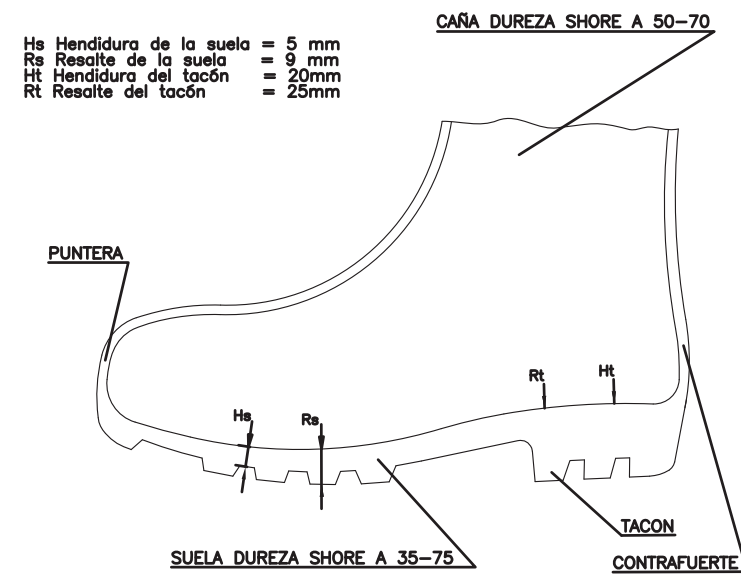 CAÑA DUREZA SHORE A 50-70
Hs Hendidura de la suela = 5 mm
Rs Resalte de la suela = 9 mm
Ht Hendidura del tacón = 20mm
Rt Resalte del tacón = 25mm
PUNTERA
Rt
Ht
Hs
Rs
TACON
SUELA DUREZA SHORE A 35-75
CONTRAFUERTE